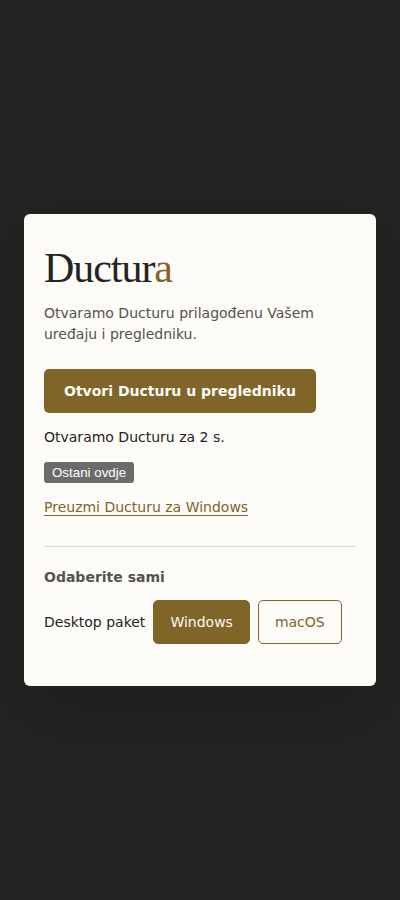 Ductura
Otvaramo Ducturu prilagođenu Vašem
uređaju i pregledniku.
Otvori Ducturu u pregledniku
Otvaramo Ducturu za 2 s.
Ostani ovdje
Preuzmi Ducturu za Windows
Odaberite sami
Desktop paket Windows macOS